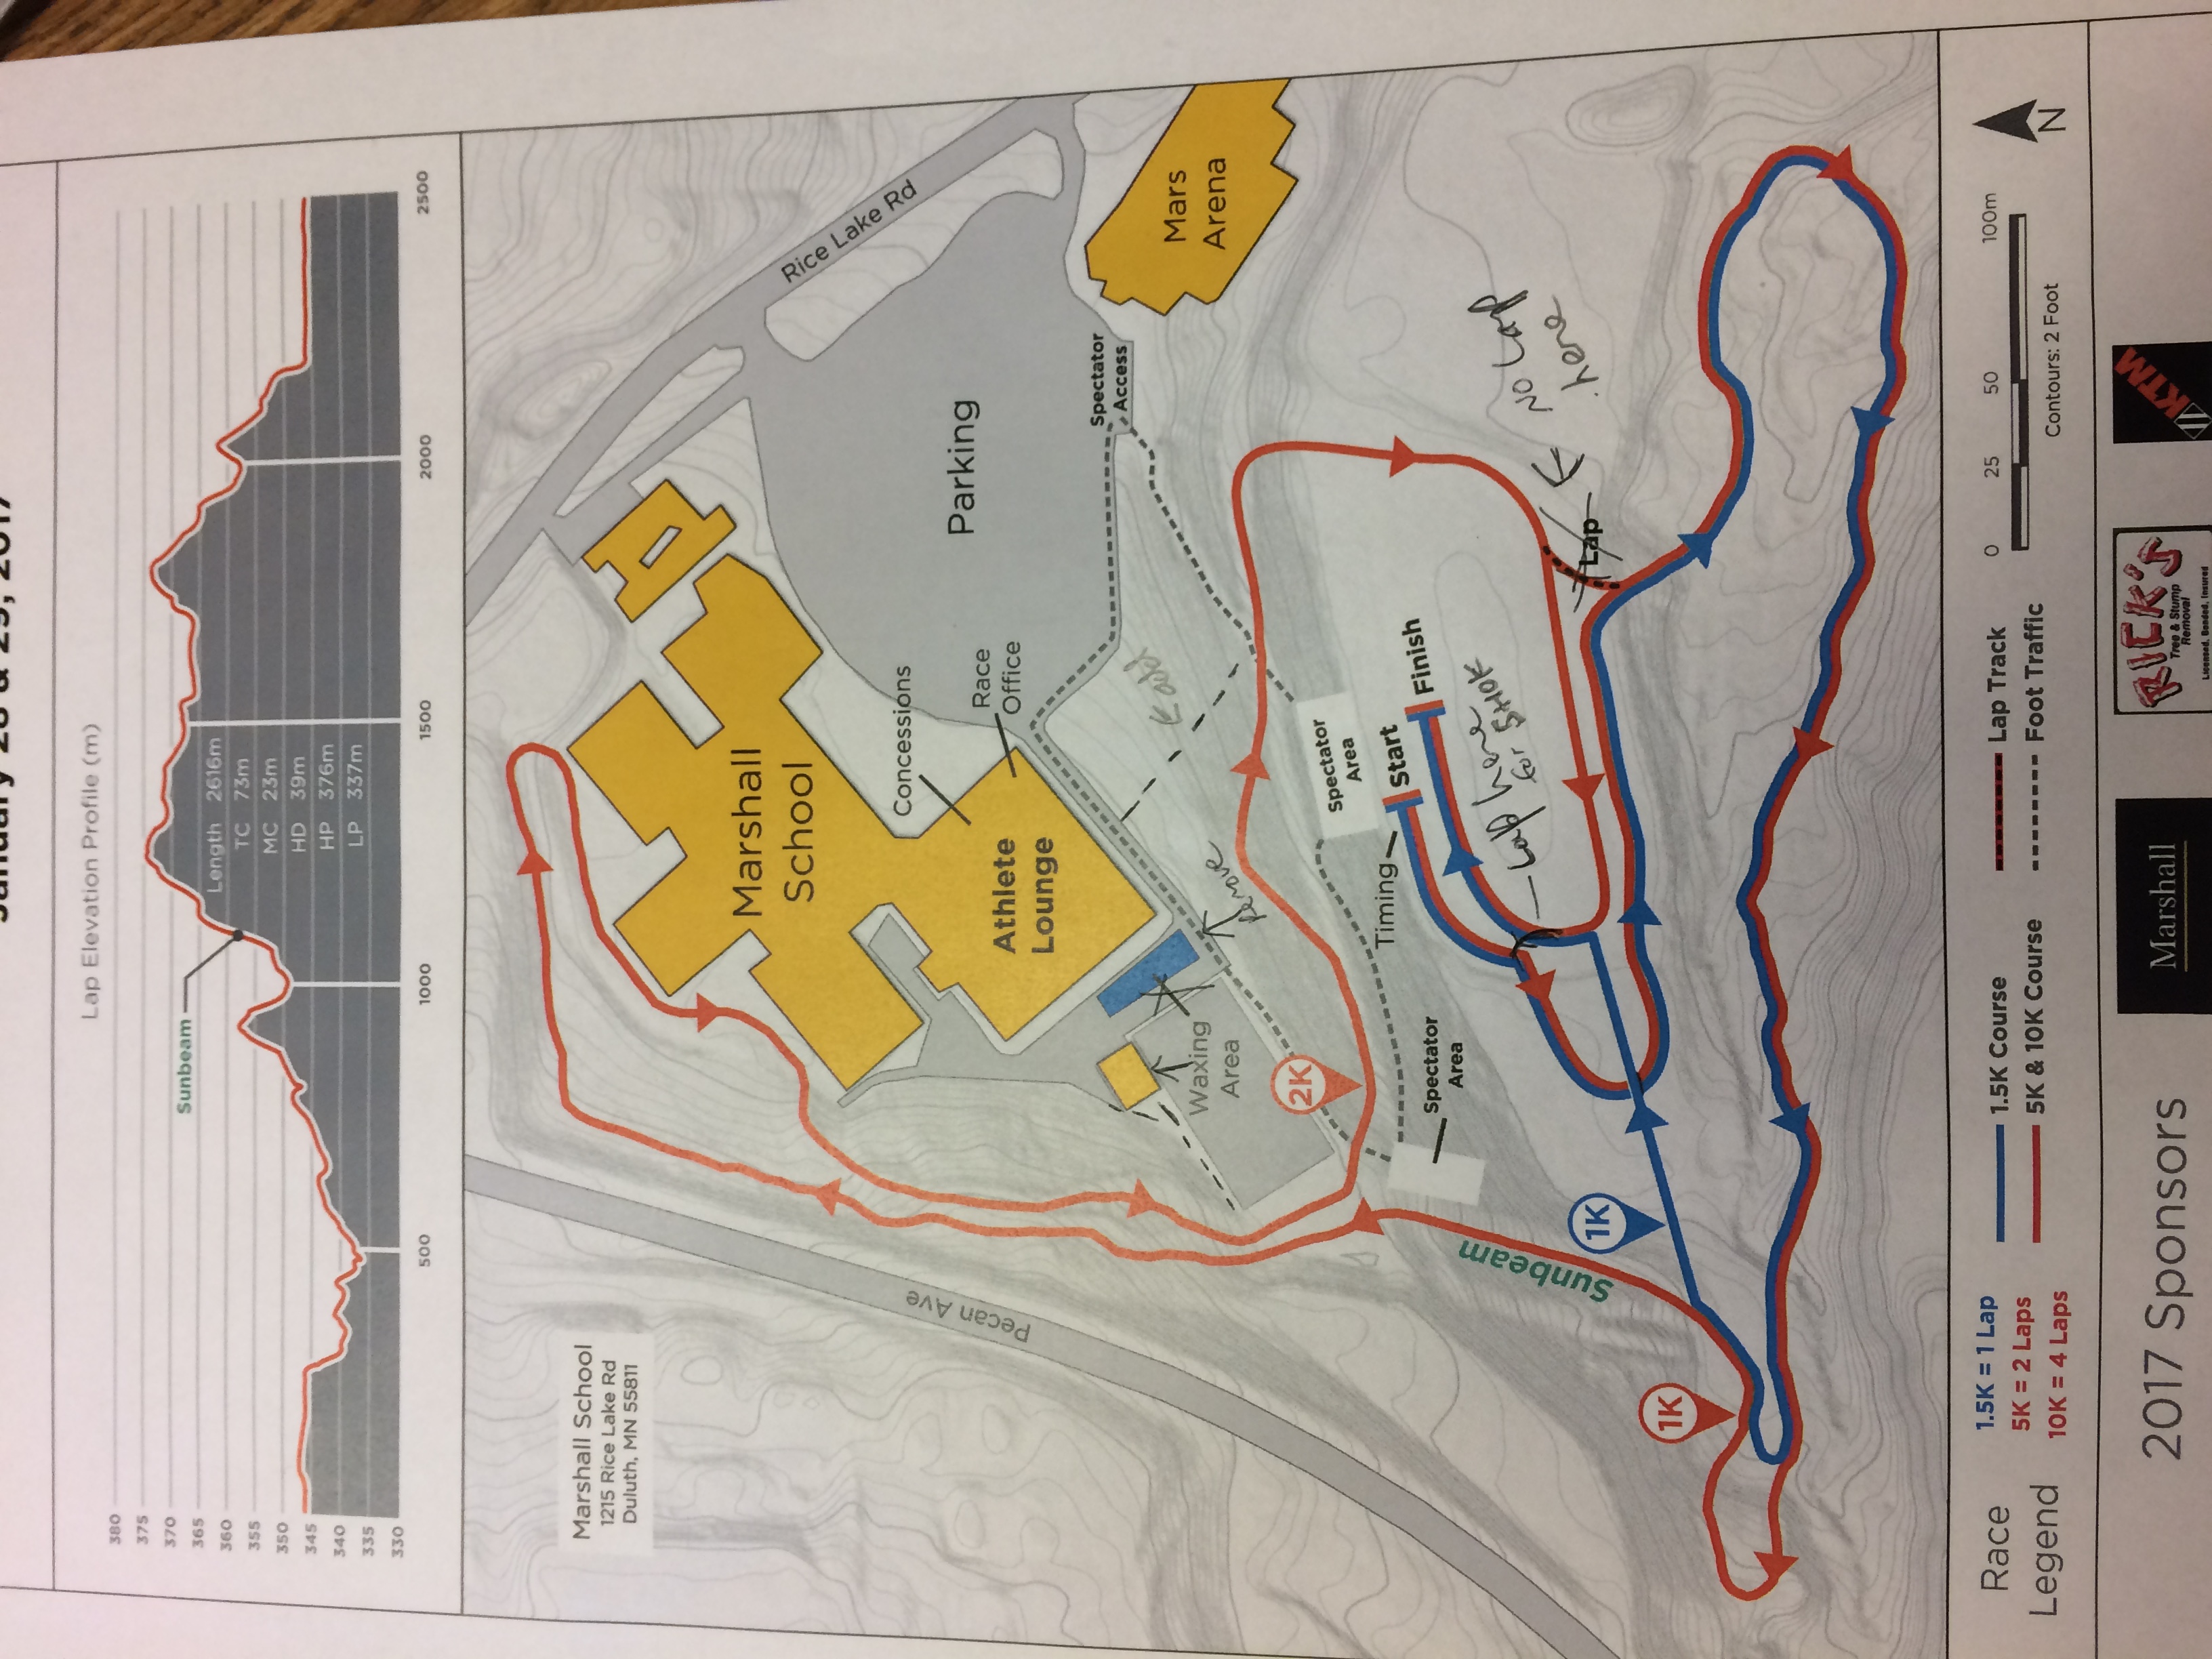 January 28 & 29, 2017
Lap Elevation Profile (m)
380
375
370
365
360
355
350
345
340
335
330
Sunbeam
Length 2616m
TC 73m
MC 23m
HD 39m
HP 376m
LP 337m
500
1000
1500
2000
2500
Marshall School
1215 Rice Lake Rd
Duluth, MN 55811
Marshall
School
Rice Lake Rd
Pecan Ave
Concessions
Parking
Race
Office
Athlete
Lounge
Spectator
Access
Mars
Arena
add
Waxing
Area
Remove
2K
Spectator
Area
Timing
Start
Finish
Spectator
Area
Lap here
for 5+10K
No Lap
here
Lap
Sunbeam
1K
1K
Race
Legend
1.5K = 1 Lap
5K = 2 Laps
10K = 4 Laps
1.5K Course
5K & 10K Course
Lap Track
Foot Traffic
0
25
50
100m
Contours: 2 Foot
N
2017 Sponsors
Marshall
RICK'S
Tree & Stump
Removal
Licensed, Bonded, Insured
KTM